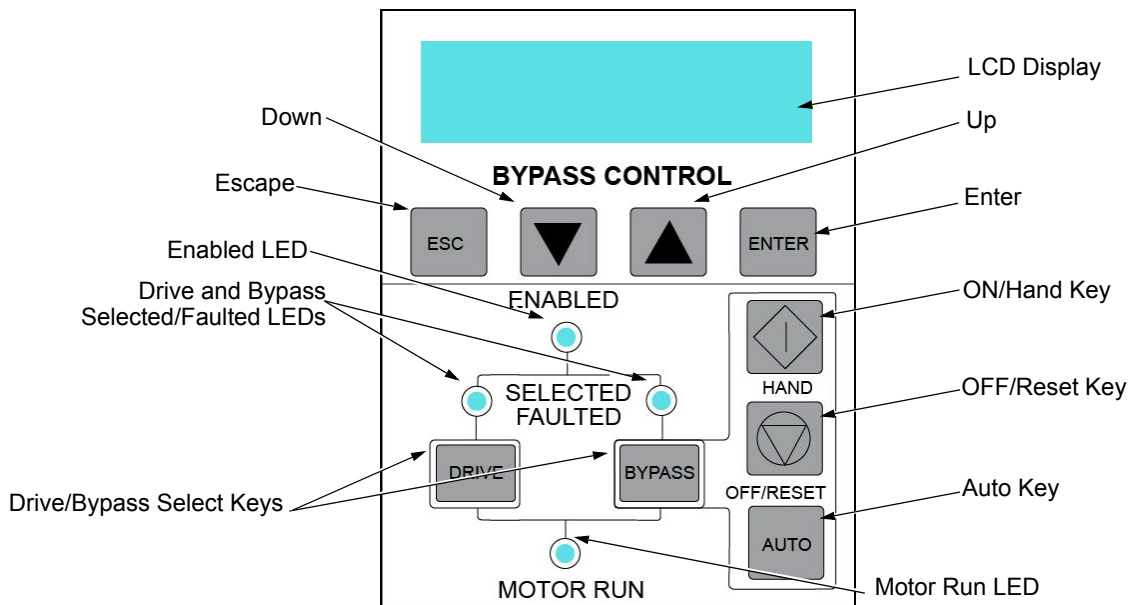 LCD Display
Down
Up
BYPASS CONTROL
Escape
Enter
ESC
ENTER
Enabled LED
ENABLED
Drive and Bypass
Selected/Faulted LEDs
ON/Hand Key
SELECTED
FAULTED
HAND
OFF/Reset Key
DRIVE
BYPASS
OFF/RESET
Drive/Bypass Select Keys
Auto Key
AUTO
MOTOR RUN
Motor Run LED